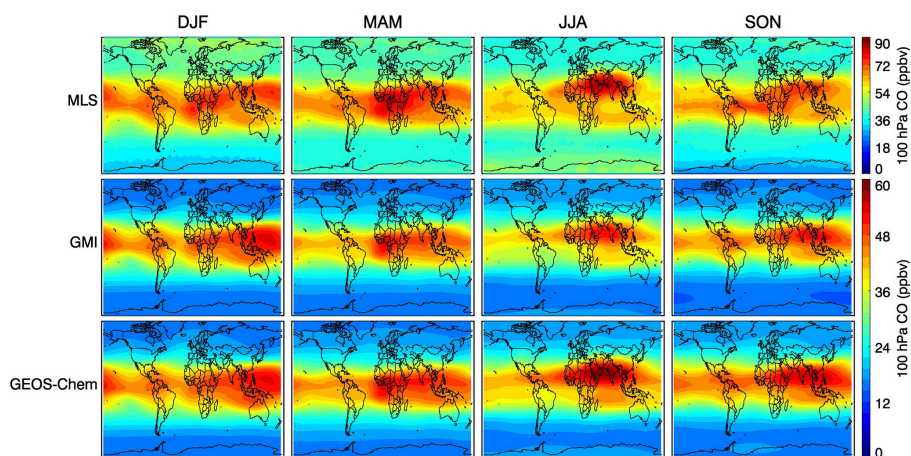 DJF MAM JJA SON
MLS
90
72
54
36
18
0
100 hPa CO (ppbv)
GMI
GEOS-Chem
60
48
36
24
12
0
100 hPa CO (ppbv)